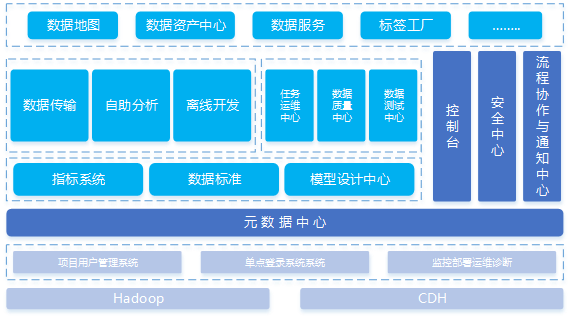 数据地图
数据资产中心
数据服务
标签工厂
........
数据传输
自助分析
离线开发
任务
运维
中心
数据
质量
中心
数据
测试
中心
控制台
安全中心
流程协作与通知中心
指标系统
数据标准
模型设计中心
元数据中心
项目用户管理系统
单点登录系统系统
监控部署运维诊断
Hadoop
CDH